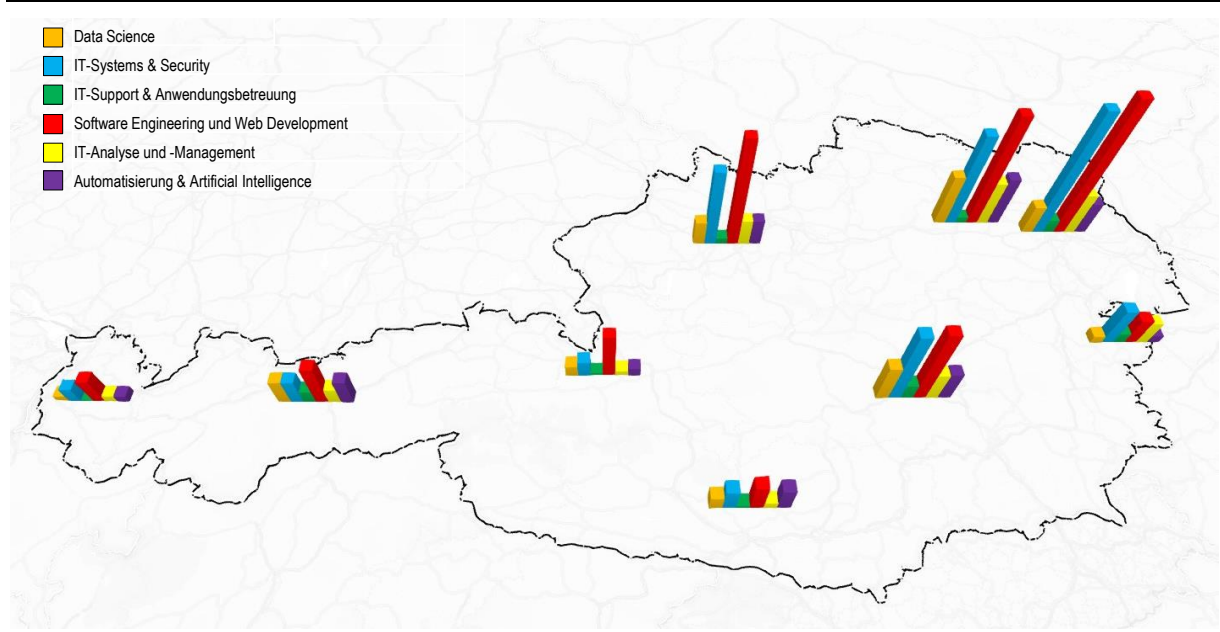 Data Science
IT-Systems & Security
IT-Support & Anwendungsbetreuung
Software Engineering und Web Development
IT-Analyse und -Management
Automatisierung & Artificial Intelligence